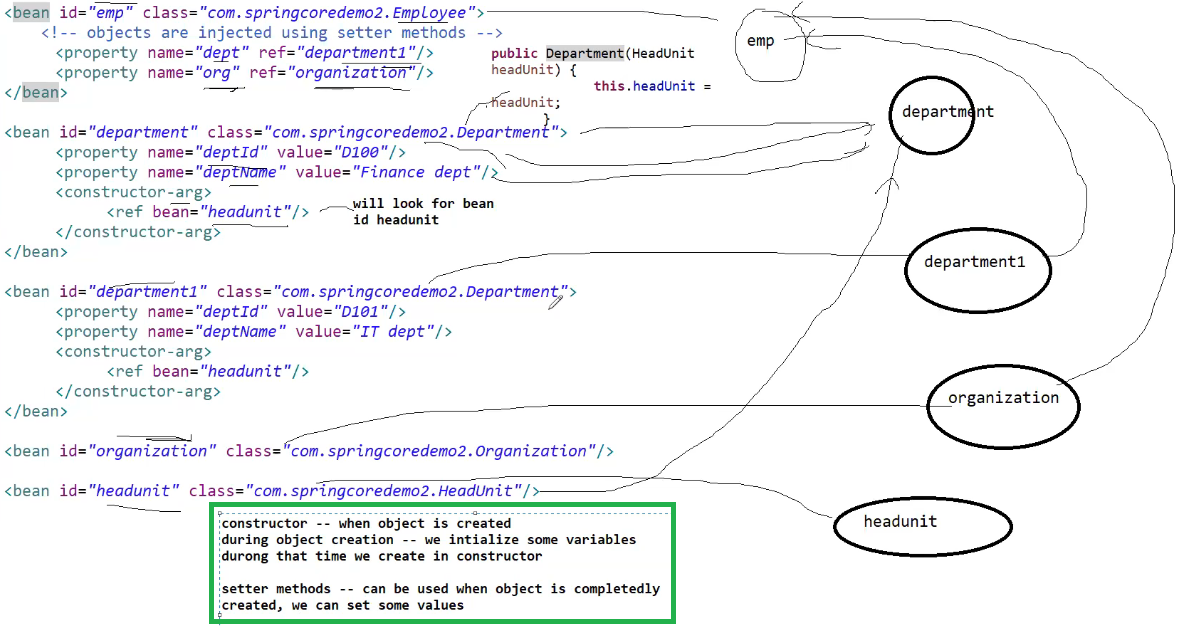 <bean id="emp" class="com.springcoredemo2.Employee">
<!-- objects are injected using setter methods -->
<property name="dept" ref="department1"/>
<property name="org" ref="organization"/>
</bean>
public Department(HeadUnit
headUnit) {
this.headUnit =
headUnit;
}
<bean id="department" class="com.springcoredemo2.Department">
<property name="deptId" value="D100"/>
<property name="deptName" value="Finance dept"/>
<constructor-arg>
<ref bean="headunit"/>
</constructor-arg>
</bean>
will look for bean
id headunit
<bean id="department1" class="com.springcoredemo2.Department">
<property name="deptId" value="D101"/>
<property name="deptName" value="IT dept"/>
<constructor-arg>
<ref bean="headunit"/>
</constructor-arg>
</bean>
<bean id="organization" class="com.springcoredemo2.Organization"/>
<bean id="headunit" class="com.springcoredemo2.HeadUnit"/>
constructor -- when object is created
during object creation -- we intialize some variables
durong that time we create in constructor
setter methods -- can be used when object is completedly
created, we can set some values
emp
department
department1
organization
headunit